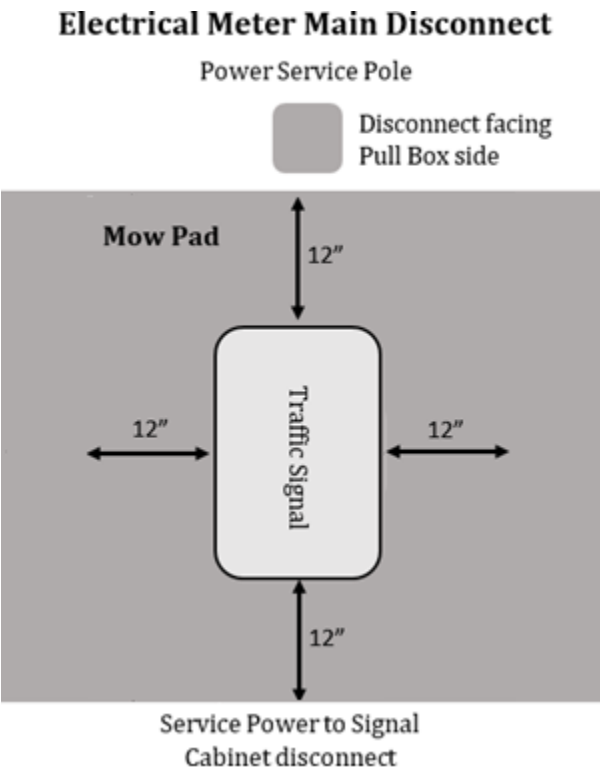 Electrical Meter Main Disconnect
Power Service Pole
Disconnect facing
Pull Box side
Mow Pad
12”
Traffic Signal
12”
12”
12”
Service Power to Signal
Cabinet disconnect